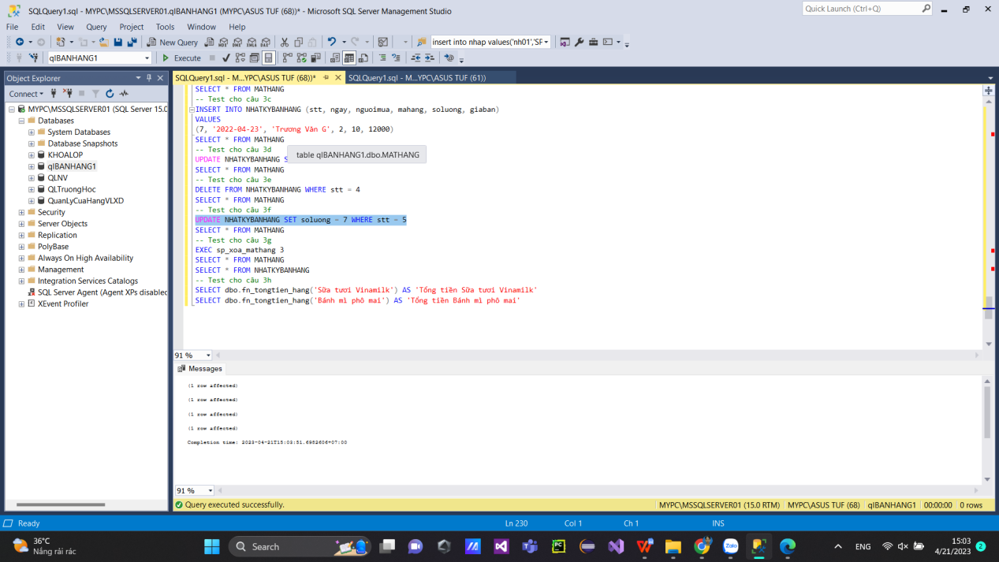 SQLQuery1.sql - MYPC\MSSQLSERVER01.qlBANHANG1 (MYPC\ASUS TUF (68))* - Microsoft SQL Server Management Studio
Quick Launch (Ctrl+Q)
File Edit View Query Project Tools Window Help
New Query
insert into nhap values('nh01','SF
qlBANHANG1
Execute
Object Explorer
Connect
MYPC\MSSQLSERVER01 (SQL Server 15.0
Databases
System Databases
Database Snapshots
KHOALOP
qlBANHANG1
QLNV
QLTruongHoc
QuanLyCuaHangVLXD
Security
Server Objects
Replication
PolyBase
Always On High Availability
Management
Integration Services Catalogs
SQL Server Agent (Agent XPs disabled
XEvent Profiler
SQLQuery1.sql - M...YPC\ASUS TUF (68))*
SQLQuery1.sql - M...YPC\ASUS TUF (61))
SELECT * FROM MATHANG
-- Test cho câu 3c
INSERT INTO NHATKYBANHANG (stt, ngay, nguoimua, mahang, soluong, giaban)
VALUES
(7, '2022-04-23', 'Trương Văn G', 2, 10, 12000)
SELECT * FROM MATHANG
-- Test cho câu 3d
UPDATE NHATKYBANHANG S
table qlBANHANG1.dbo.MATHANG
SELECT * FROM MATHANG
-- Test cho câu 3e
DELETE FROM NHATKYBANHANG WHERE stt = 4
SELECT * FROM MATHANG
-- Test cho câu 3f
UPDATE NHATKYBANHANG SET soluong = 7 WHERE stt = 5
SELECT * FROM MATHANG
-- Test cho câu 3g
EXEC sp_xoa_mathang 3
SELECT * FROM MATHANG
SELECT * FROM NHATKYBANHANG
-- Test cho câu 3h
SELECT dbo.fn_tongtien_hang('Sữa tươi Vinamilk') AS 'Tổng tiền Sữa tươi Vinamilk'
SELECT dbo.fn_tongtien_hang('Bánh mì phô mai') AS 'Tổng tiền Bánh mì phô mai'
91 %
Messages
(1 row affected)
(1 row affected)
(1 row affected)
(1 row affected)
Completion time: 2023-04-21T15:03:51.6982606+07:00
91 %
Query executed successfully.
MYPC\MSSQLSERVER01 (15.0 RTM) MYPC\ASUS TUF (68) qlBANHANG1 00:00:00 0 rows
Ready
Ln 230 Col 1 Ch 1 INS
36°C
Nắng rải rác
Search
ENG
15:03
4/21/2023
2